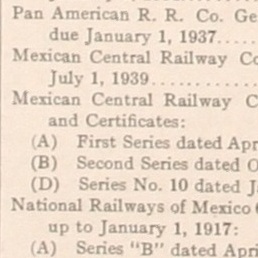 Pan American R. R. Co. Ge
due January 1, 1937.....
Mexican Central Railway Co
July 1, 1939............
Mexican Central Railway C
and Certificates:
(A) First Series dated Apr
(B) Second Series dated O
(D) Series No. 10 dated J
National Railways of Mexico
up to January 1, 1917:
(A) Series "B" dated Apri